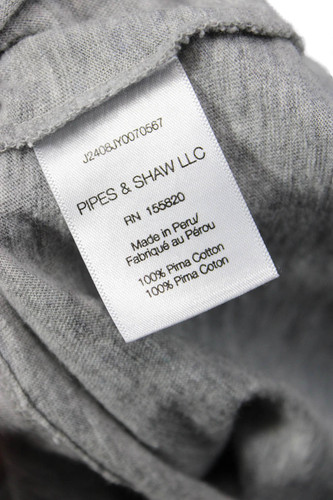 J2408JY0070567
PIPES & SHAW LLC
RN 155820
Made in Peru/
Fabriqué au Pérou
100% Pima Cotton
100% Pima Coton